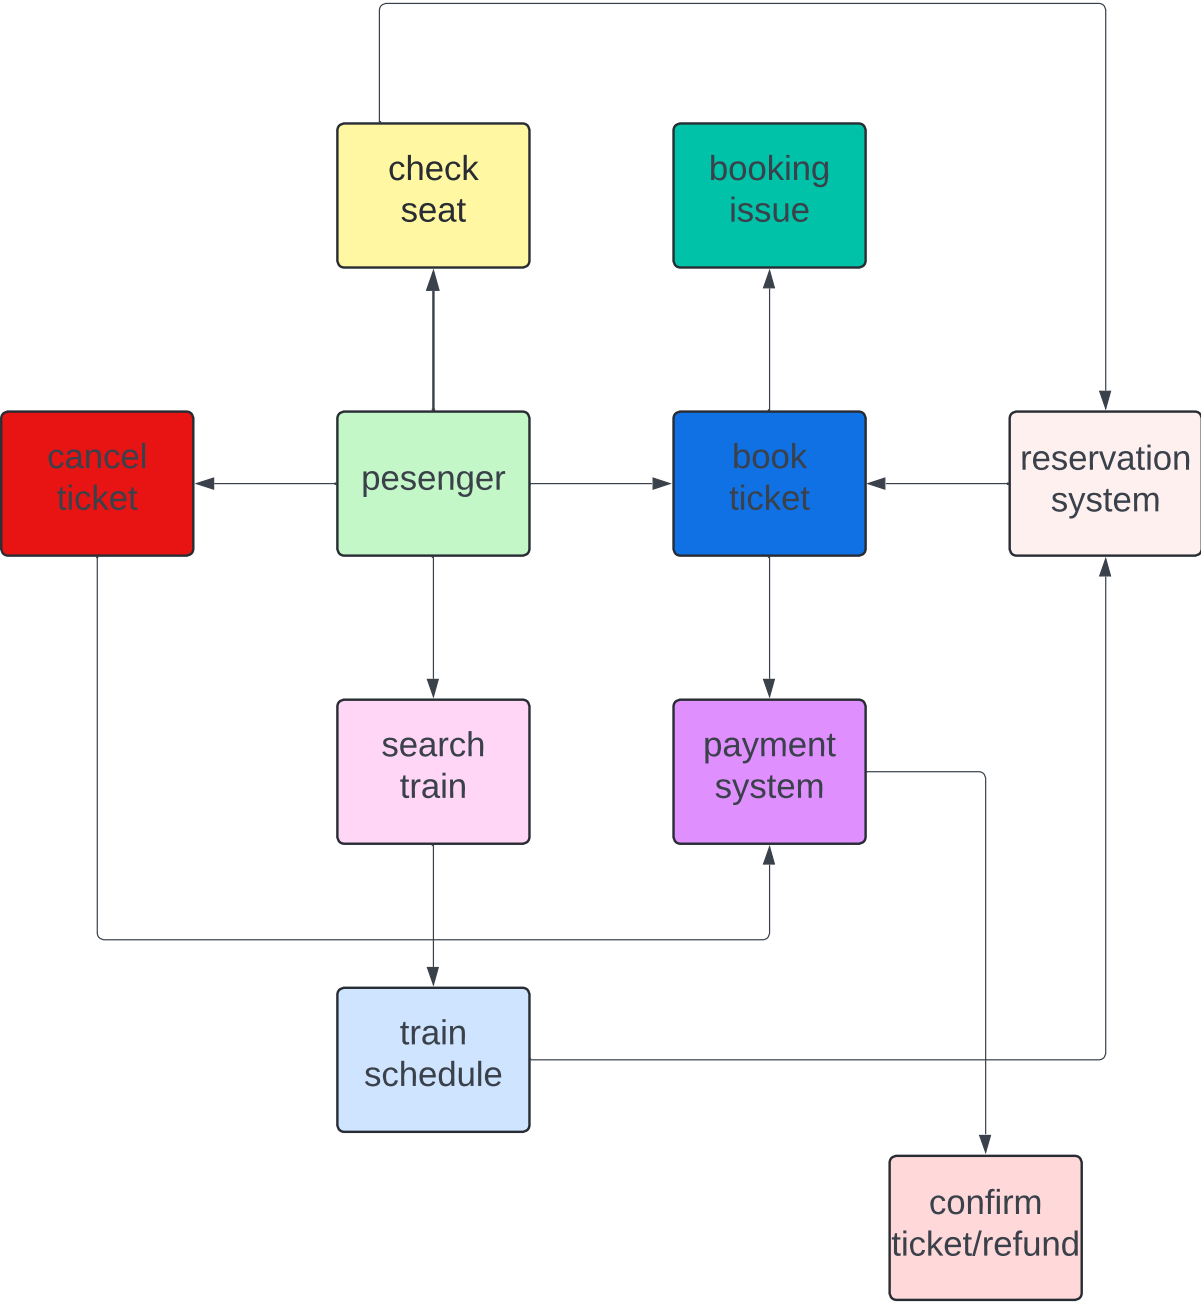 check
seat
booking
issue
cancel
ticket
pesenger
book
ticket
reservation
system
search
train
payment
system
train
schedule
confirm
ticket/refund